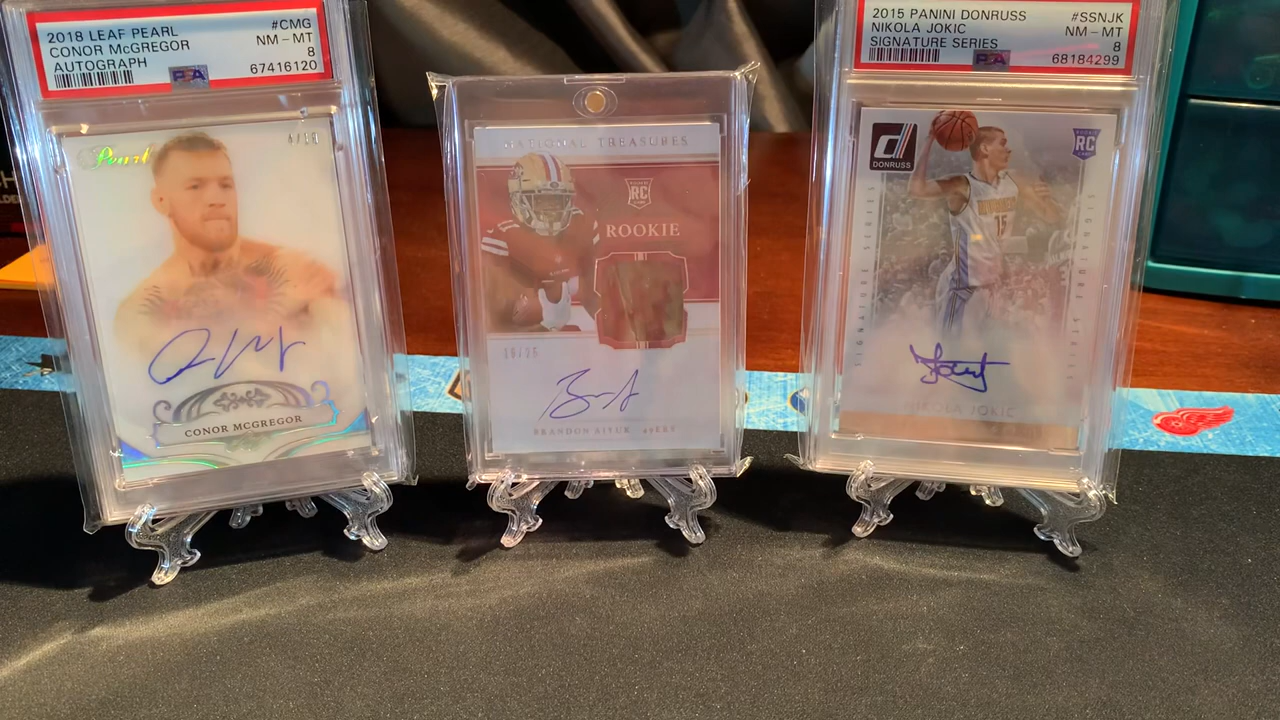 2018 LEAF PEARL
CONOR McGREGOR
AUTOGRAPH
#CMG
NM-MT
8
67416120
PSA
Pearl
CONOR MCGREGOR
NATIONAL TREASURES
RC
ROOKIE
BRANDON AIYUK 49ERS
2015 PANINI DONRUSS
NIKOLA JOKIC
SIGNATURE SERIES
#SSNJK
NM-MT
8
68184299
PSA
DONRUSS
RC
15
SIGNATURE SERIES
SIGNATURE SERIES
NIKOLA JOKIC